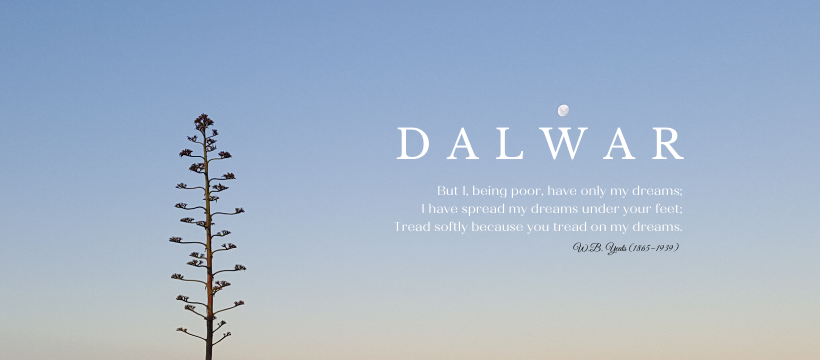 DALWAR
But I, being poor, have only my dreams;
I have spread my dreams under your feet;
Tread softly because you tread on my dreams.
W.B. Yeats (1865-1939)